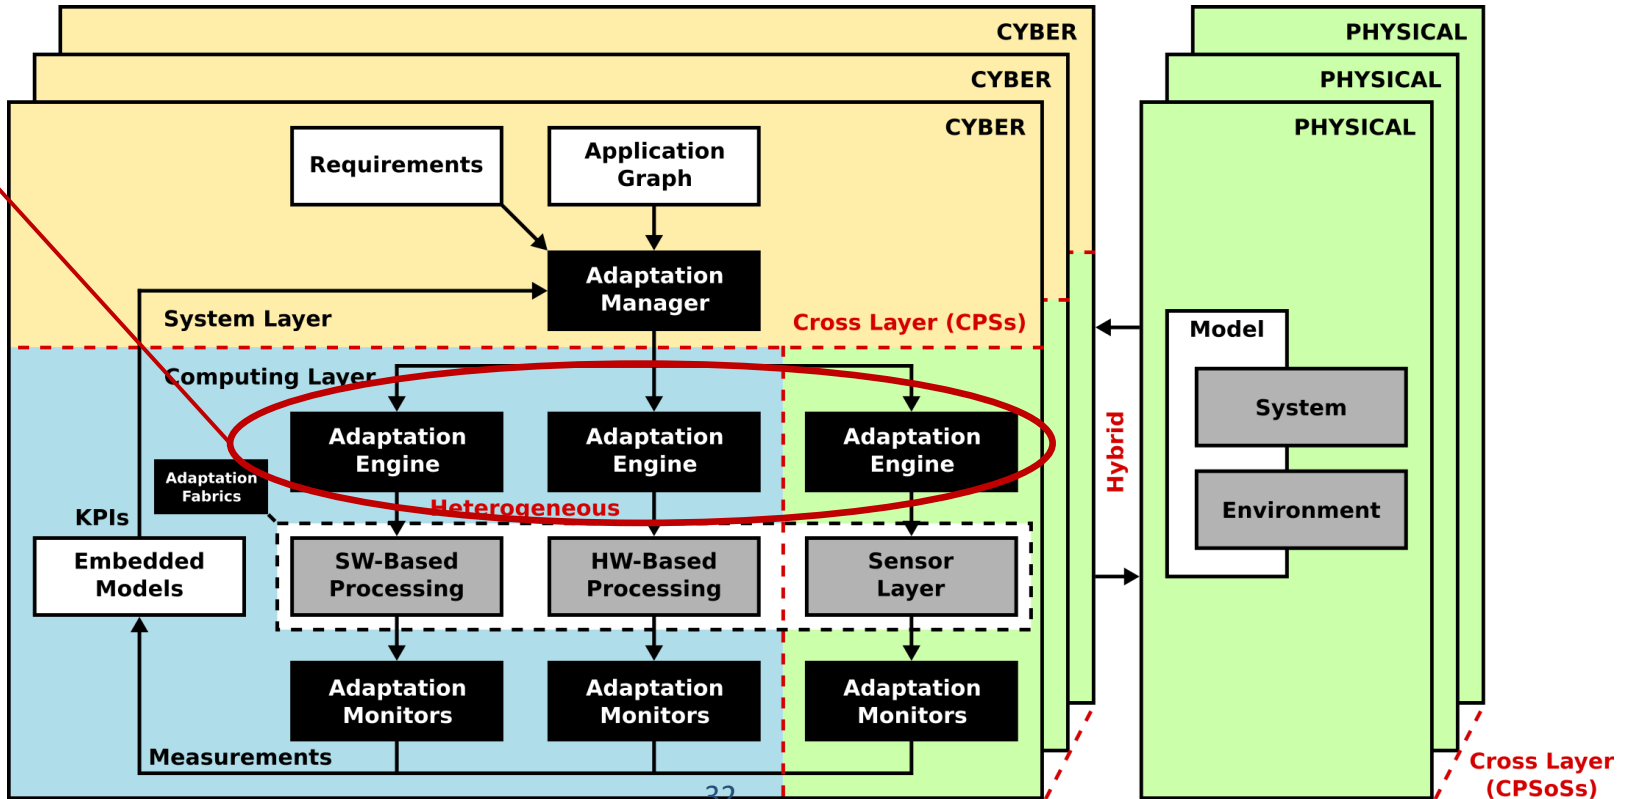 CYBER
PHYSICAL
CYBER
PHYSICAL
CYBER
PHYSICAL
Requirements
Application
Graph
Adaptation
Manager
System Layer
Cross Layer (CPSs)
Model
Computing Layer
System
Adaptation
Engine
Adaptation
Engine
Adaptation
Engine
Hybrid
Adaptation
Fabrics
Heterogeneous
Environment
KPIs
Embedded
Models
SW-Based
Processing
HW-Based
Processing
Sensor
Layer
Adaptation
Monitors
Adaptation
Monitors
Adaptation
Monitors
Measurements
Cross Layer
(CPSoSs)
32